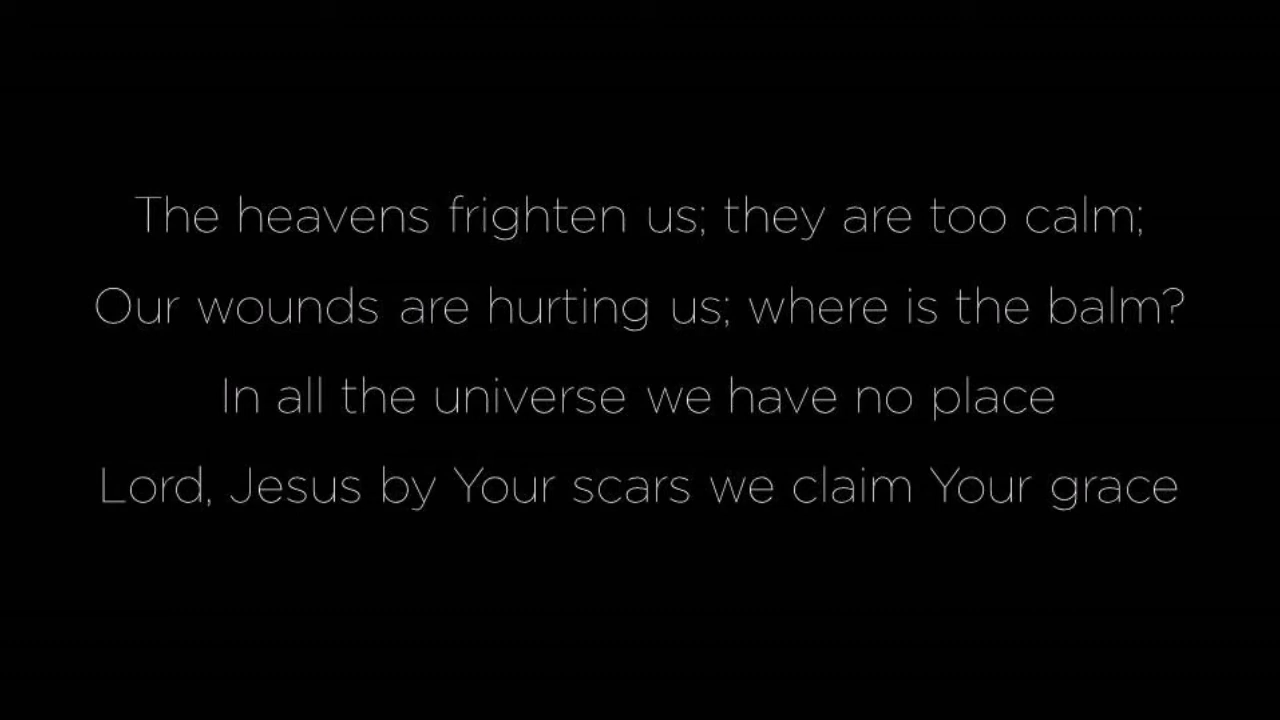 The heavens frighten us; they are too calm;
Our wounds are hurting us; where is the balm?
In all the universe we have no place
Lord, Jesus by Your scars we claim Your grace